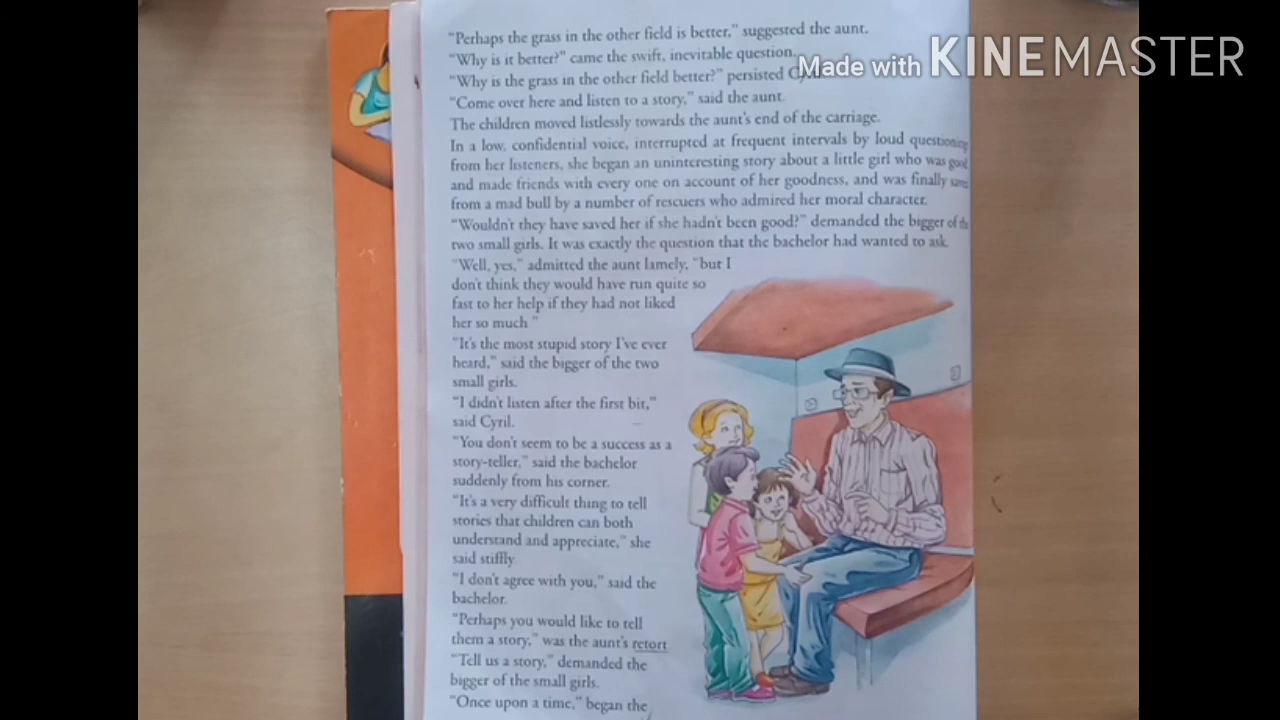 "Perhaps the grass in the other field is better," suggested the aunt.
"Why is it better?" came the swift, inevitable question.
Made with KINEMASTER
"Why is the grass in the other field better?" persisted
"Come over here and listen to a story," said the aunt.
The children moved listlessly towards the aunt's end of the carriage.
In a low, confidential voice, interrupted at frequent intervals by loud questioning
from her listeners, she began an uninteresting story about a little girl who was good
and made friends with every one on account of her goodness, and was finally saved
from a mad bull by a number of rescuers who admired her moral character.
"Wouldn't they have saved her if she hadn't been good?" demanded the bigger of the
two small girls. It was exactly the question that the bachelor had wanted to ask.
"Well, yes," admitted the aunt lamely, "but I
don't think they would have run quite so
fast to her help if they had not liked
her so much."
"It's the most stupid story I've ever
heard," said the bigger of the two
small girls.
"I didn't listen after the first bit,"
said Cyril.
"You don't seem to be a success as a
story-teller," said the bachelor
suddenly from his corner.
"It's a very difficult thing to tell
stories that children can both
understand and appreciate," she
said stiffly.
"I don't agree with you," said the
bachelor.
"Perhaps you would like to tell
them a story," was the aunt's retort.
"Tell us a story," demanded the
bigger of the small girls.
"Once upon a time," began the